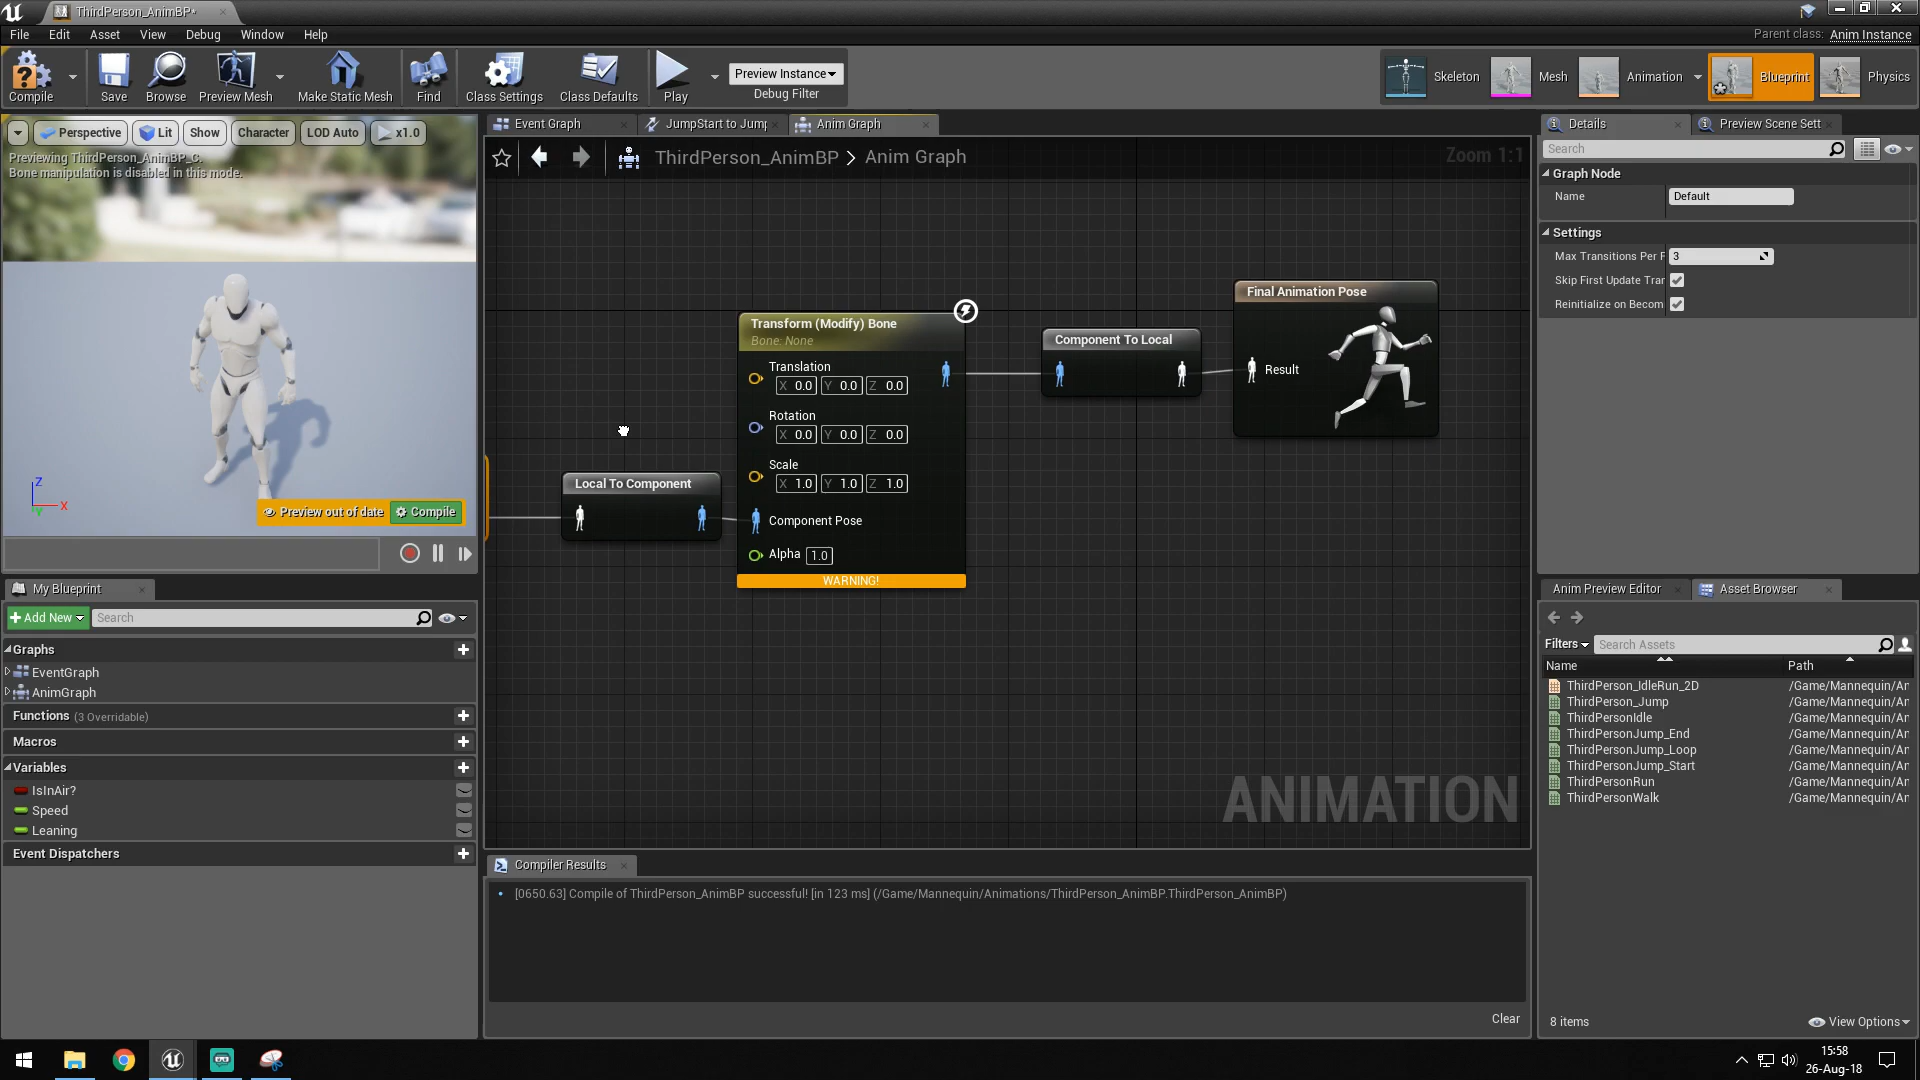 ThirdPerson_AnimBP*
File Edit Asset View Debug Window Help
Parent class: Anim Instance
Compile Save Browse Preview Mesh Make Static Mesh Find Class Settings Class Defaults Play
Preview Instance
Debug Filter
Skeleton Mesh Animation Blueprint Physics
Perspective Lit Show Character LOD Auto x1.0
Previewing ThirdPerson_AnimBP_C.
Bone manipulation is disabled in this mode.
Z
X
Y
Preview out of date Compile
My Blueprint
Add New Search
Graphs
EventGraph
AnimGraph
Functions (3 Overridable)
Macros
Variables
IsInAir?
Speed
Leaning
Event Dispatchers
Event Graph JumpStart to Jump Anim Graph
ThirdPerson_AnimBP > Anim Graph
Zoom 1:1
Transform (Modify) Bone
Bone: None
Translation
X 0.0 Y 0.0 Z 0.0
Rotation
X 0.0 Y 0.0 Z 0.0
Scale
X 1.0 Y 1.0 Z 1.0
Component Pose
Alpha 1.0
WARNING!
Local To Component
Component To Local
Final Animation Pose
Result
ANIMATION
Compiler Results
[0650.63] Compile of ThirdPerson_AnimBP successful! [in 123 ms] (/Game/Mannequin/Animations/ThirdPerson_AnimBP.ThirdPerson_AnimBP)
Clear
Details Preview Scene Sett
Search
Graph Node
Name Default
Settings
Max Transitions Per F 3
Skip First Update Tran
Reinitialize on Becom
Anim Preview Editor Asset Browser
Filters Search Assets
Name Path
ThirdPerson_IdleRun_2D /Game/Mannequin/An
ThirdPerson_Jump /Game/Mannequin/An
ThirdPersonIdle /Game/Mannequin/An
ThirdPersonJump_End /Game/Mannequin/An
ThirdPersonJump_Loop /Game/Mannequin/An
ThirdPersonJump_Start /Game/Mannequin/An
ThirdPersonRun /Game/Mannequin/An
ThirdPersonWalk /Game/Mannequin/An
8 items View Options
15:58
26-Aug-18